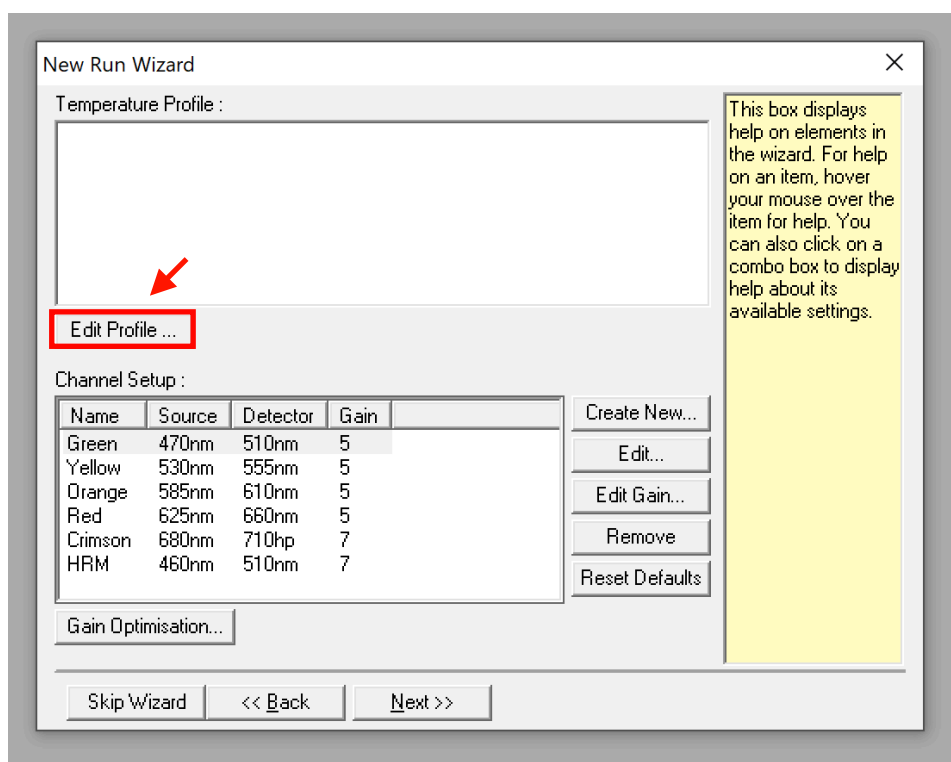 New Run Wizard
Temperature Profile :
This box displays
help on elements in
the wizard. For help
on an item, hover
your mouse over the
item for help. You
can also click on a
combo box to display
help about its
available settings.
Edit Profile ...
Channel Setup :
Name Source Detector Gain
Green 470nm 510nm 5
Yellow 530nm 555nm 5
Orange 585nm 610nm 5
Red 625nm 660nm 5
Crimson 680nm 710hp 7
HRM 460nm 510nm 7
Create New...
Edit...
Edit Gain...
Remove
Reset Defaults
Gain Optimisation...
Skip Wizard << Back Next >>